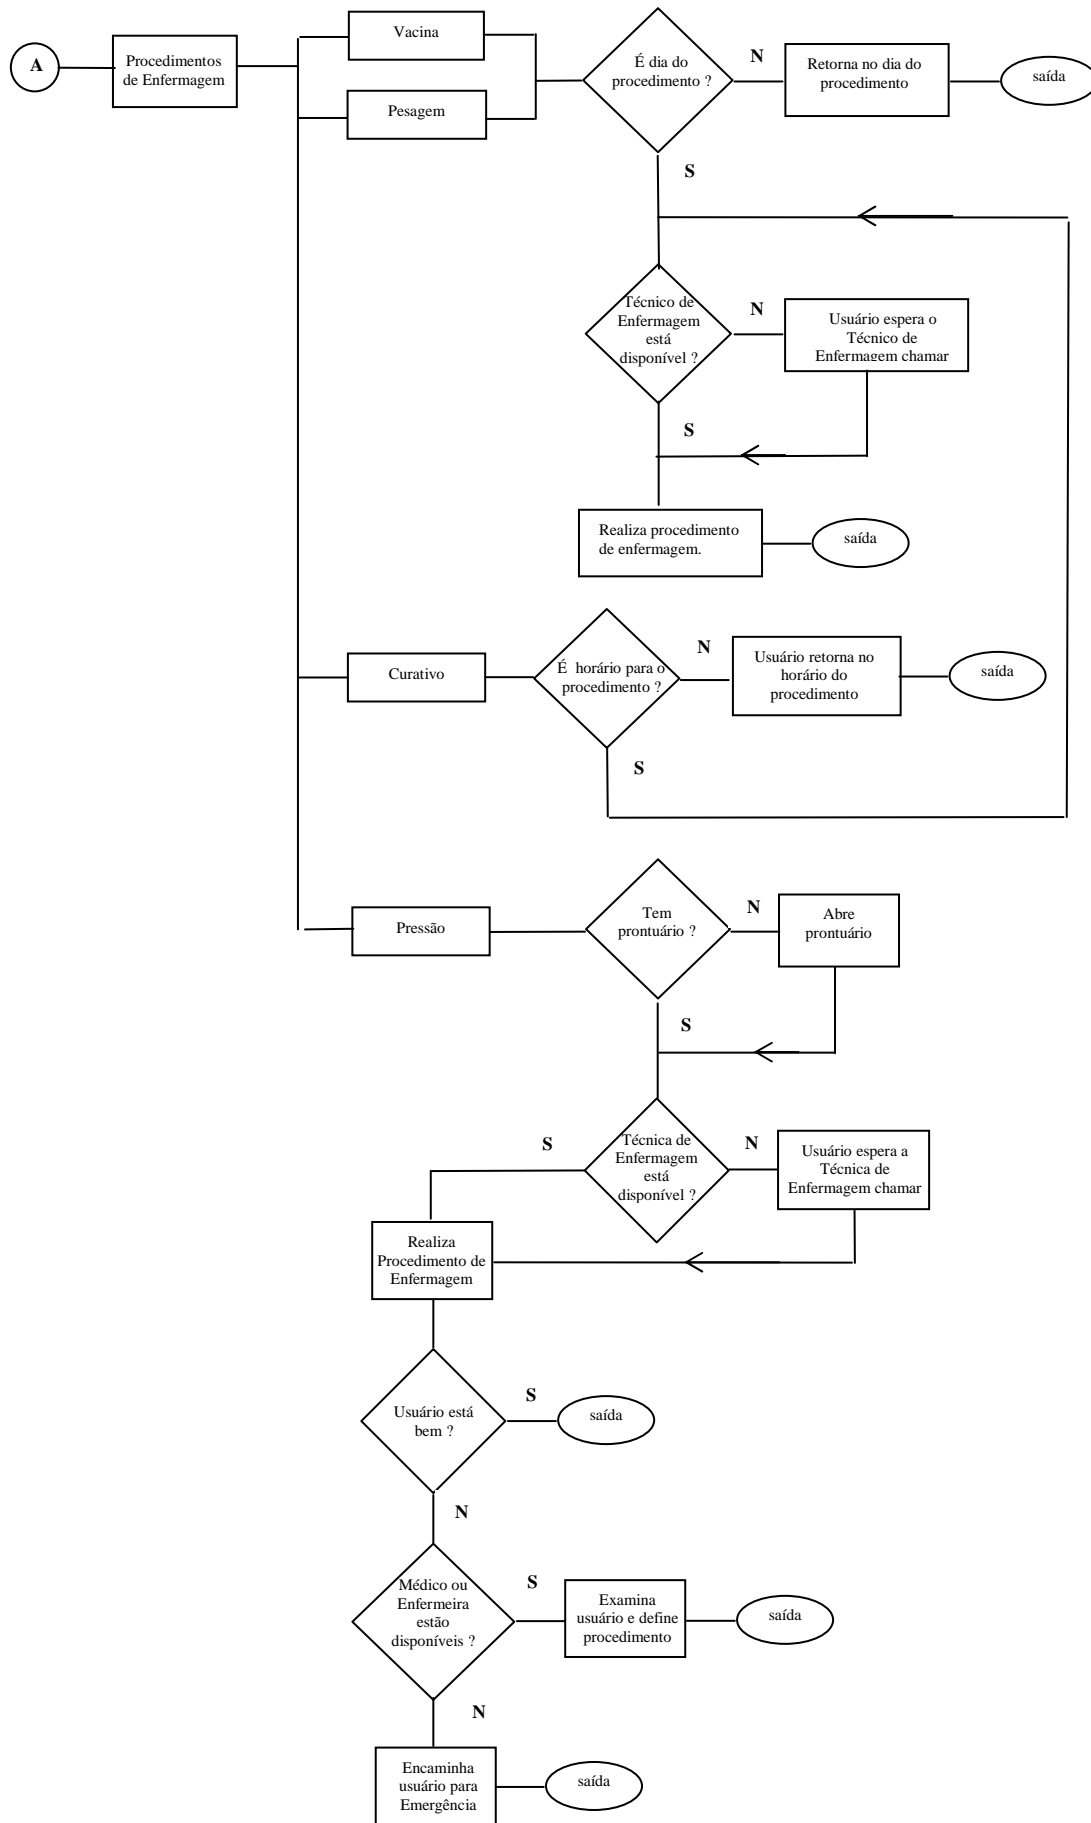 A
Procedimentos
de Enfermagem
Vacina
Pesagem
É dia do
procedimento ?
N
Retorna no dia do
procedimento
saída
S
Técnico de
Enfermagem
está
disponível ?
N
Usuário espera o
Técnico de
Enfermagem chamar
S
Realiza procedimento
de enfermagem.
saída
Curativo
É horário para o
procedimento ?
N
Usuário retorna no
horário do
procedimento
saída
S
Pressão
Tem
prontuário ?
N
Abre
prontuário
S
S
Técnica de
Enfermagem
está
disponível ?
N
Usuário espera a
Técnica de
Enfermagem chamar
Realiza
Procedimento de
Enfermagem
Usuário está
bem ?
S
saída
N
Médico ou
Enfermeira
estão
disponíveis ?
S
Examina
usuário e define
procedimento
saída
N
Encaminha
usuário para
Emergência
saída